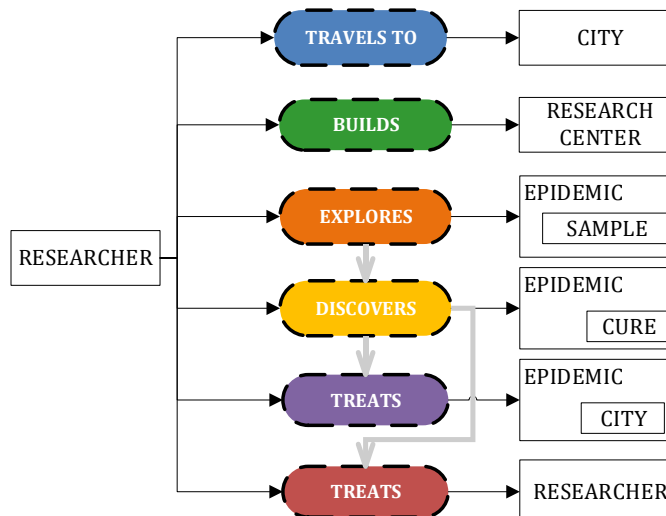 TRAVELS TO
CITY
BUILDS
RESEARCH
CENTER
EXPLORES
EPIDEMIC
SAMPLE
RESEARCHER
DISCOVERS
EPIDEMIC
CURE
TREATS
EPIDEMIC
CITY
TREATS
RESEARCHER